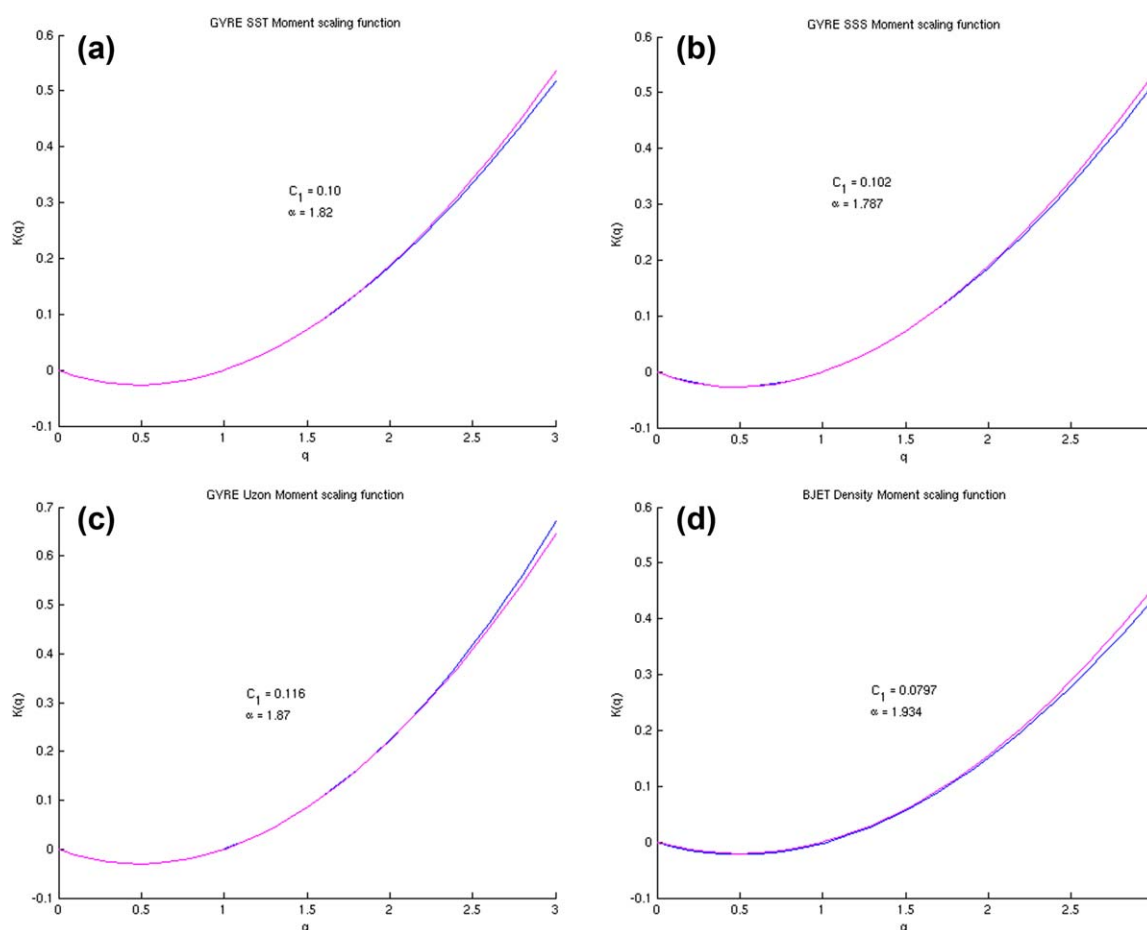 GYRE SST Moment scaling function
(a)
0.6
0.5
0.4
0.3
0.2
0.1
0
-0.1
K(q)
C1 = 0.10
α = 1.82
0
0.5
1
1.5
2
2.5
3
q
GYRE SSS Moment scaling function
(b)
0.6
0.5
0.4
0.3
0.2
0.1
0
-0.1
K(q)
C1 = 0.102
α = 1.787
0
0.5
1
1.5
2
2.5
q
GYRE Uzon Moment scaling function
(c)
0.7
0.6
0.5
0.4
0.3
0.2
0.1
0
-0.1
K(q)
C1 = 0.116
α = 1.87
0
0.5
1
1.5
2
2.5
3
q
BJET Density Moment scaling function
(d)
0.6
0.5
0.4
0.3
0.2
0.1
0
-0.1
K(q)
C1 = 0.0797
α = 1.934
0
0.5
1
1.5
2
2.5
q